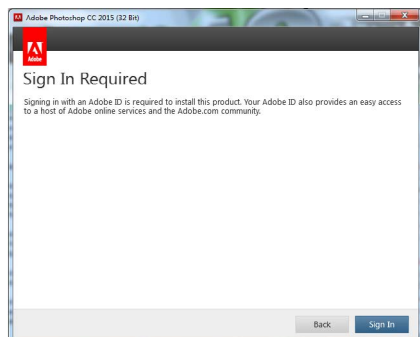 Adobe Photoshop CC 2015 (32 Bit)
Adobe
Sign In Required
Signing in with an Adobe ID is required to install this product. Your Adobe ID also provides an easy access
to a host of Adobe online services and the Adobe.com community.
Back Sign In